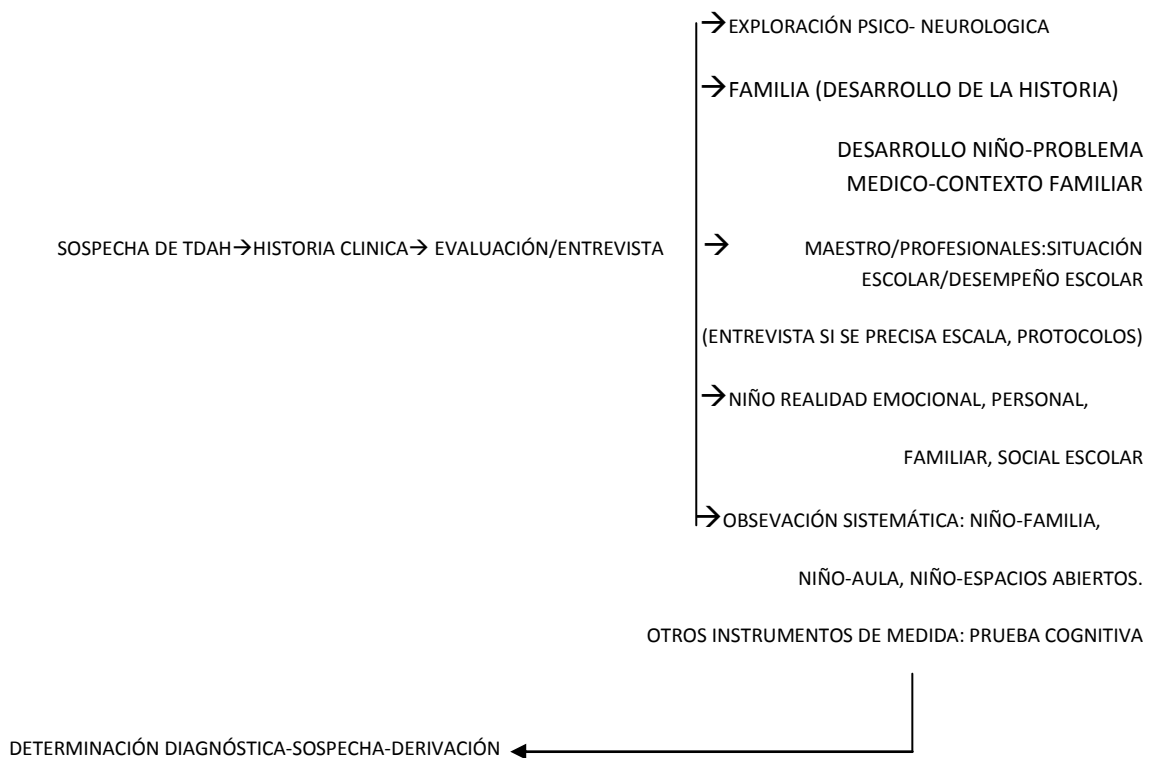 →EXPLORACIÓN PSICO- NEUROLOGICA
→FAMILIA (DESARROLLO DE LA HISTORIA)
DESARROLLO NIÑO-PROBLEMA
MEDICO-CONTEXTO FAMILIAR
SOSPECHA DE TDAH→HISTORIA CLINICA→ EVALUACIÓN/ENTREVISTA → MAESTRO/PROFESIONALES:SITUACIÓN
ESCOLAR/DESEMPEÑO ESCOLAR
(ENTREVISTA SI SE PRECISA ESCALA, PROTOCOLOS)
→NIÑO REALIDAD EMOCIONAL, PERSONAL,
FAMILIAR, SOCIAL ESCOLAR
→OBSEVACIÓN SISTEMÁTICA: NIÑO-FAMILIA,
NIÑO-AULA, NIÑO-ESPACIOS ABIERTOS.
OTROS INSTRUMENTOS DE MEDIDA: PRUEBA COGNITIVA
DETERMINACIÓN DIAGNÓSTICA-SOSPECHA-DERIVACIÓN